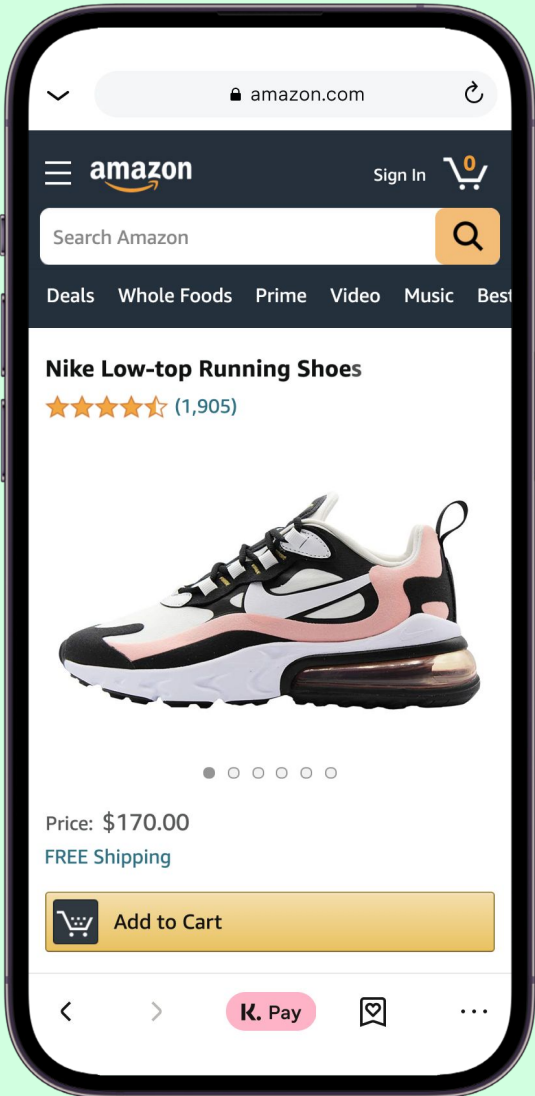 amazon.com
amazon
Sign In
0
Search Amazon
Deals Whole Foods Prime Video Music Best
Nike Low-top Running Shoes
(1,905)
Price: $170.00
FREE Shipping
Add to Cart
K. Pay